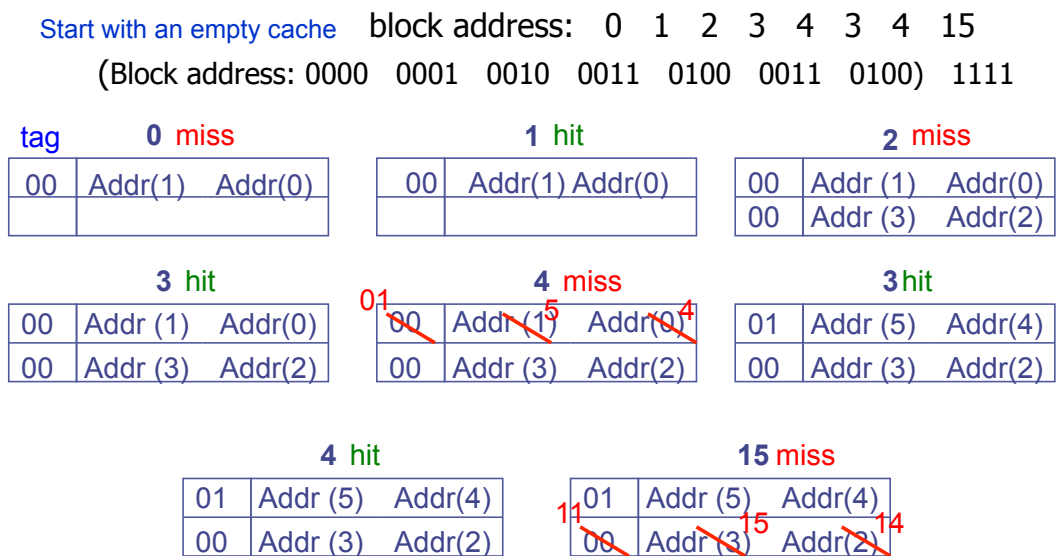 Start with an empty cache block address: 0 1 2 3 4 3 4 15
(Block address: 0000 0001 0010 0011 0100 0011 0100) 1111
tag 0 miss
00 Addr(1) Addr(0)
1 hit
00 Addr(1) Addr(0)
2 miss
00 Addr (1) Addr(0)
00 Addr (3) Addr(2)
3 hit
00 Addr (1) Addr(0)
00 Addr (3) Addr(2)
4 miss
01 5 4
00 Addr (1) Addr(0)
00 Addr (3) Addr(2)
3 hit
01 Addr (5) Addr(4)
00 Addr (3) Addr(2)
4 hit
01 Addr (5) Addr(4)
00 Addr (3) Addr(2)
15 miss
01 Addr (5) Addr(4)
11 15 14
00 Addr (3) Addr(2)